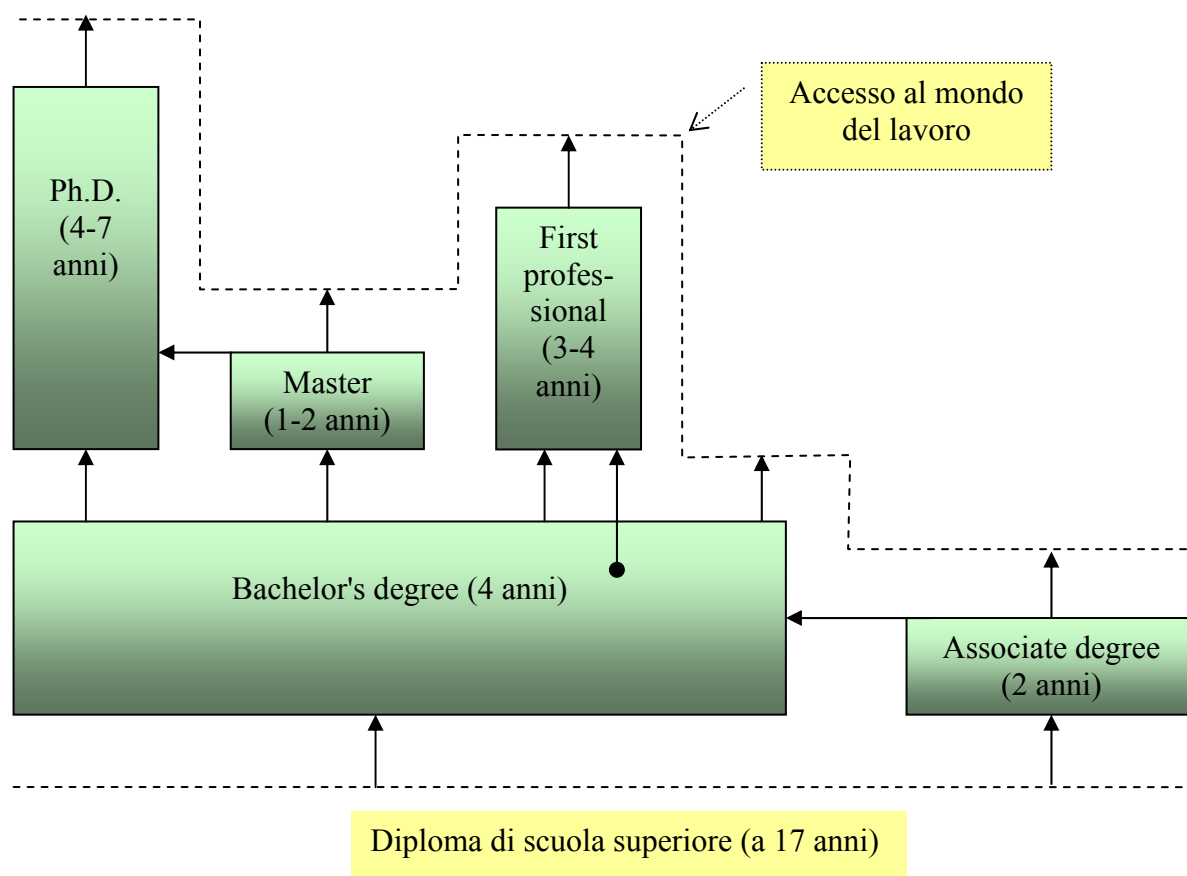 Accesso al mondo
del lavoro
Ph.D.
(4-7
anni)
First
profes-
sional
(3-4
anni)
Master
(1-2 anni)
Bachelor's degree (4 anni)
Associate degree
(2 anni)
Diploma di scuola superiore (a 17 anni)